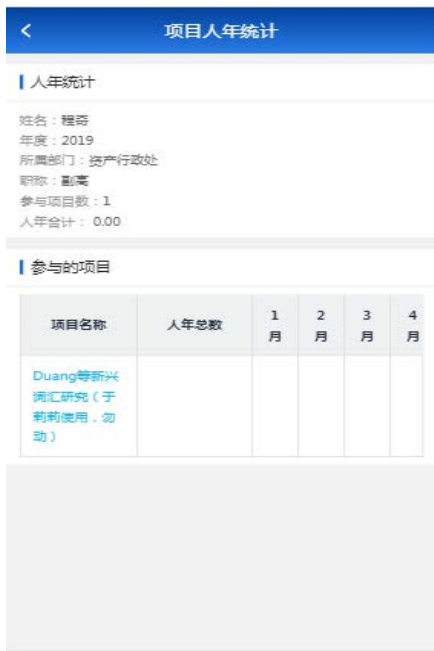 项目人年统计
人年统计
姓名：程奇
年度：2019
所属部门：资产行政处
职称：副高
参与项目数：1
人年合计： 0.00
参与的项目
项目名称 人年总数 1月 2月 3月 4月
Duang等新兴
词汇研究（于
莉莉使用，勿
动）